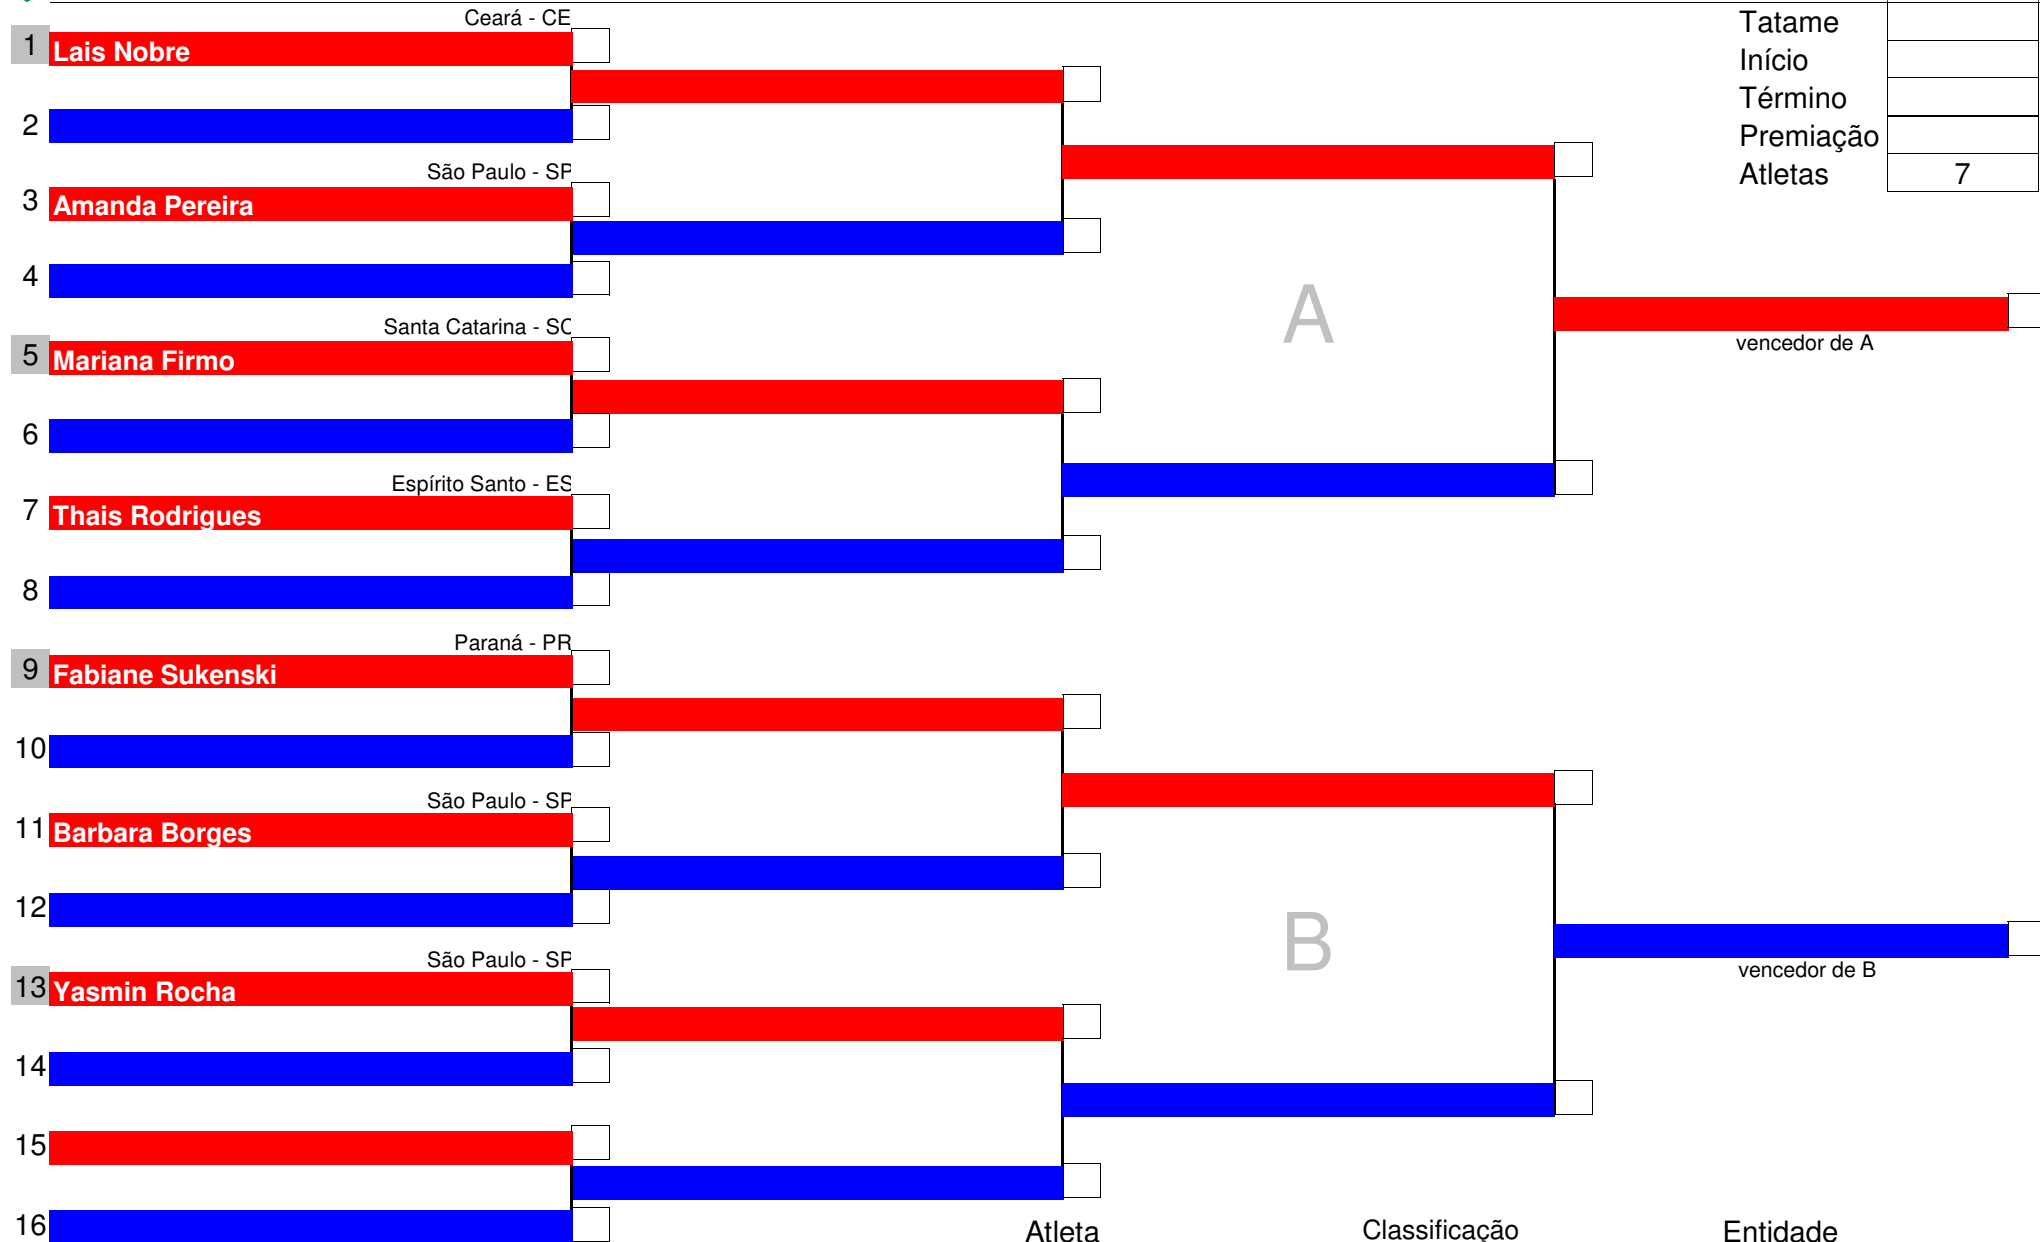 Ceará - CE
1 Lais Nobre
2
São Paulo - SP
3 Amanda Pereira
4
Santa Catarina - SC
5 Mariana Firmo
6
Espírito Santo - ES
7 Thais Rodrigues
8
Paraná - PR
9 Fabiane Sukenski
10
São Paulo - SP
11 Barbara Borges
12
São Paulo - SP
13 Yasmin Rocha
14
15
16
A
B
vencedor de A
vencedor de B
Tatame
Início
Término
Premiação
Atletas 7
Atleta Classificação Entidade